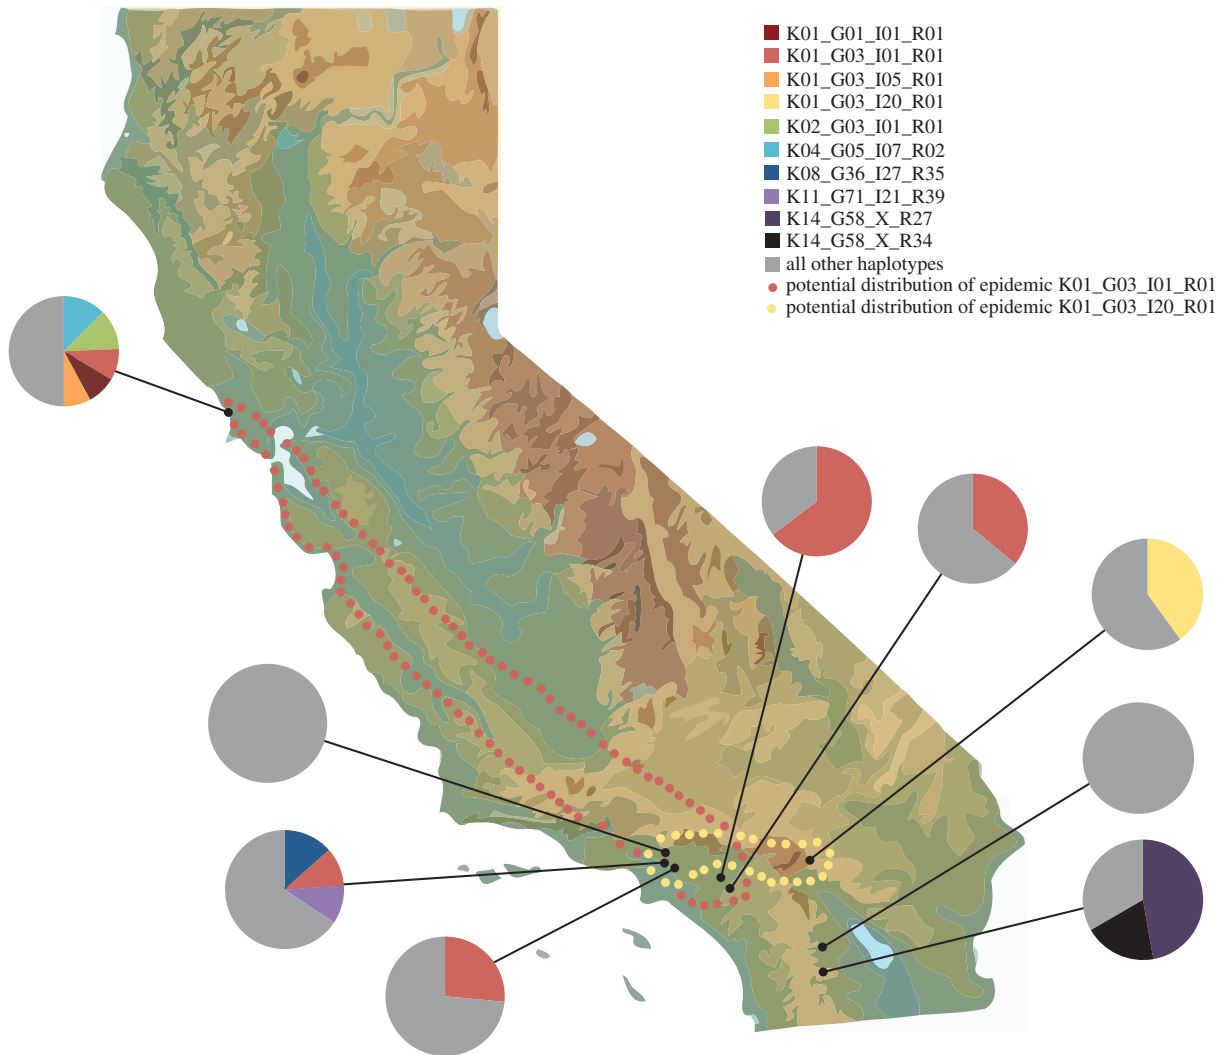 K01_G01_I01_R01
K01_G03_I01_R01
K01_G03_I05_R01
K01_G03_I20_R01
K02_G03_I01_R01
K04_G05_I07_R02
K08_G36_I27_R35
K11_G71_I21_R39
K14_G58_X_R27
K14_G58_X_R34
all other haplotypes
potential distribution of epidemic K01_G03_I01_R01
potential distribution of epidemic K01_G03_I20_R01